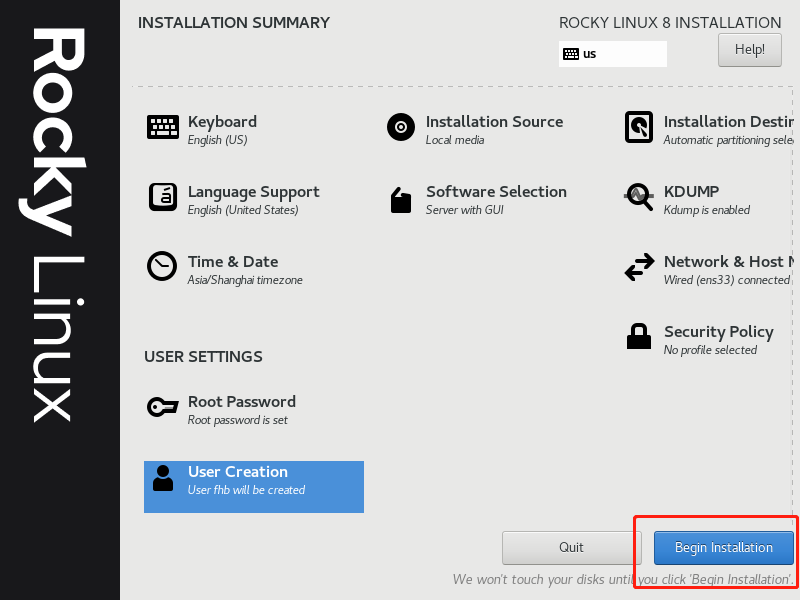 Rocky Linux
INSTALLATION SUMMARY
ROCKY LINUX 8 INSTALLATION
us
Help!
Keyboard
English (US)
Language Support
English (United States)
Time & Date
Asia/Shanghai timezone
Installation Source
Local media
Software Selection
Server with GUI
Installation Destin
Automatic partitioning sele
KDUMP
Kdump is enabled
Network & Host N
Wired (ens33) connected
Security Policy
No profile selected
USER SETTINGS
Root Password
Root password is set
User Creation
User fhb will be created
Quit
Begin Installation
We won't touch your disks until you click 'Begin Installation'.